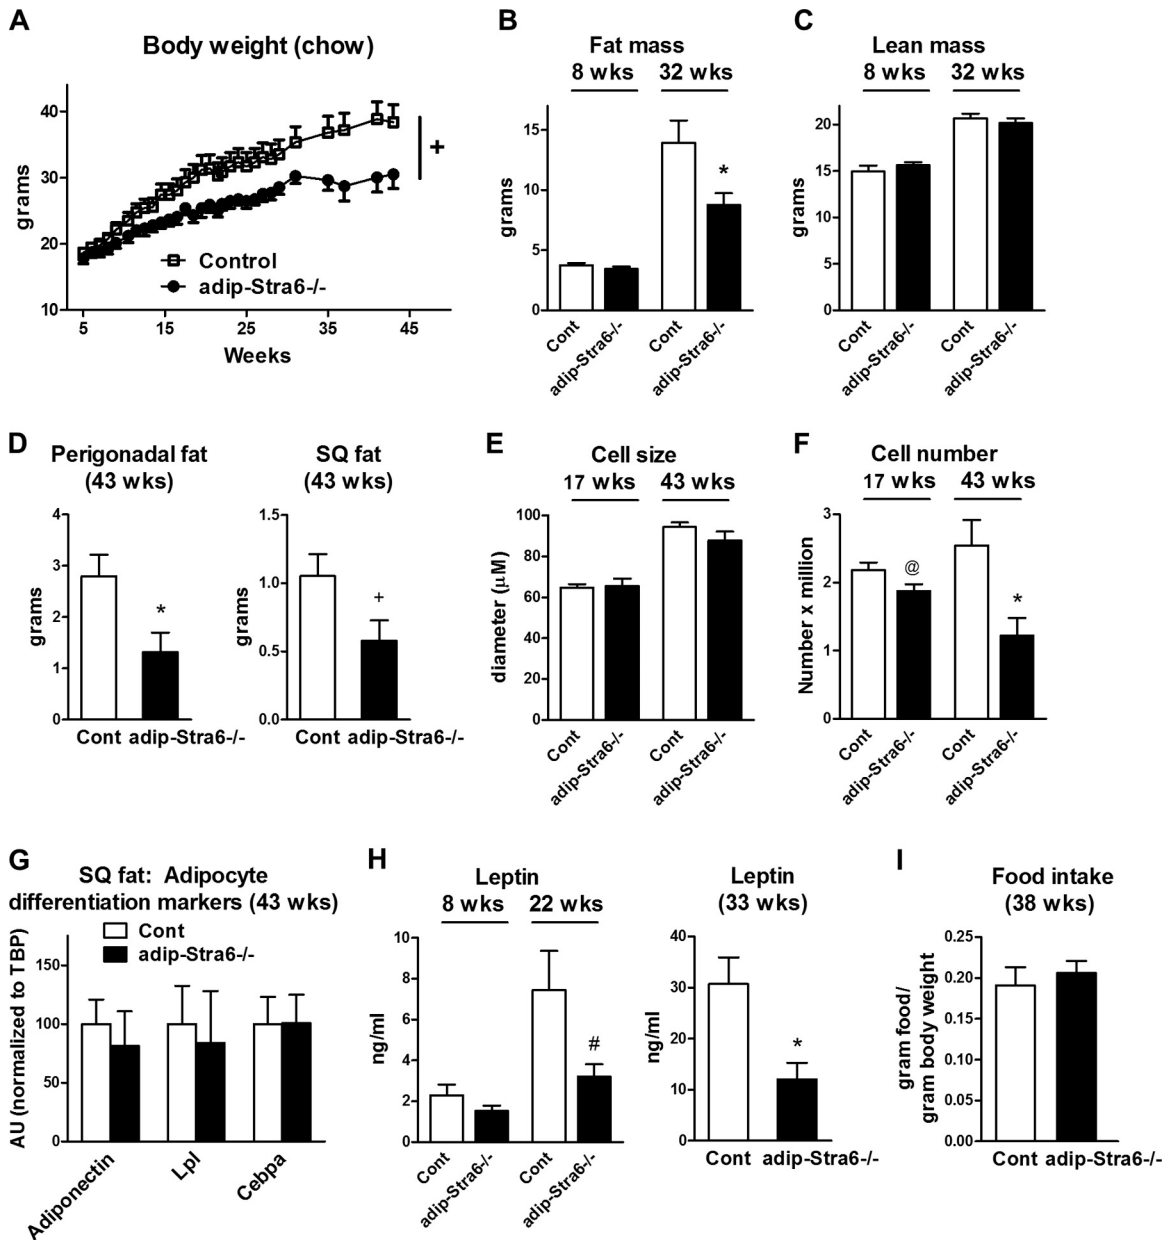 A
Body weight (chow)
grams
40
30
20
10
Control
adip-Stra6-/-
+
5 15 25 35 45
Weeks
B
Fat mass
8 wks 32 wks
grams
15
10
5
0
*
Cont
adip-Stra6-/-
Cont
adip-Stra6-/-
C
Lean mass
8 wks 32 wks
grams
20
15
10
5
0
Cont
adip-Stra6-/-
Cont
adip-Stra6-/-
D
Perigonadal fat
(43 wks)
grams
4
3
2
1
0
*
Cont adip-Stra6-/-
SQ fat
(43 wks)
grams
1.5
1.0
0.5
0.0
+
Cont adip-Stra6-/-
E
Cell size
17 wks 43 wks
diameter (μM)
100
80
60
40
20
0
Cont
adip-Stra6-/-
Cont
adip-Stra6-/-
F
Cell number
17 wks 43 wks
Number x million
3
2
1
0
@
*
Cont
adip-Stra6-/-
Cont
adip-Stra6-/-
G
SQ fat: Adipocyte
differentiation markers (43 wks)
Cont
adip-Stra6-/-
AU (normalized to TBP)
150
100
50
0
Adiponectin
Lpl
Cebpa
H
Leptin
8 wks 22 wks
ng/ml
10
8
6
4
2
0
#
Cont
adip-Stra6-/-
Cont
adip-Stra6-/-
Leptin
(33 wks)
ng/ml
40
30
20
10
0
*
Cont adip-Stra6-/-
I
Food intake
(38 wks)
gram food/
gram body weight
0.25
0.20
0.15
0.10
0.05
0.00
Cont adip-Stra6-/-